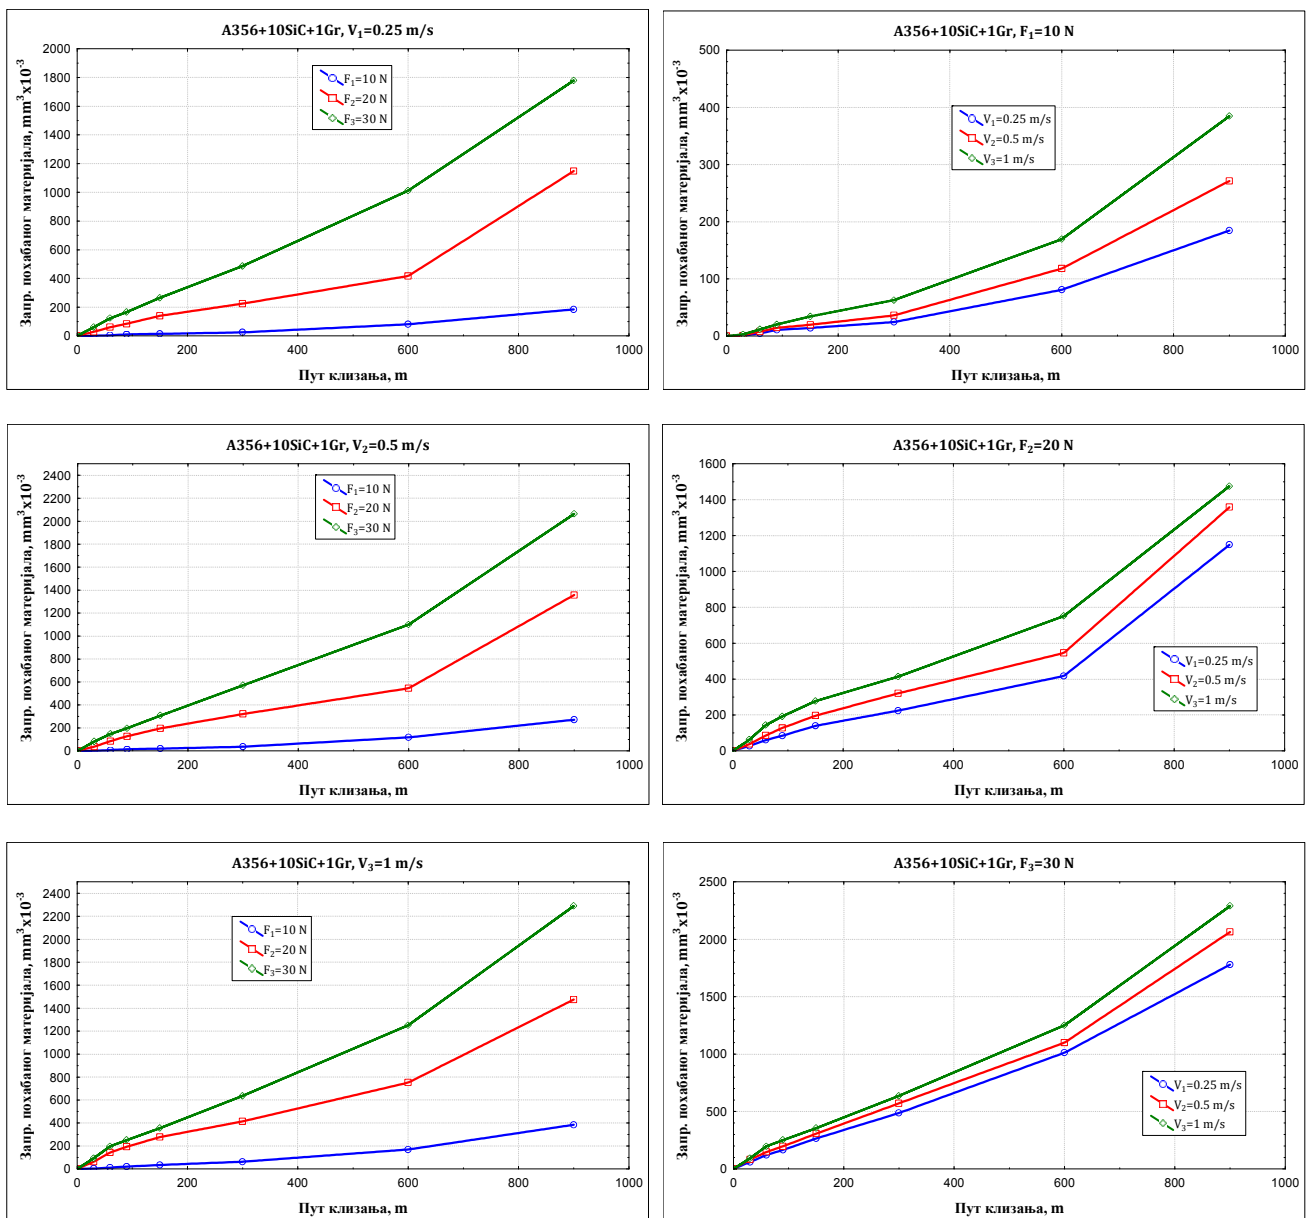 A356+10SiC+1Gr, V₁=0.25 m/s
Запр. похабаног материјала, mm³x10⁻³
2000
1800
1600
1400
1200
1000
800
600
400
200
0
F₁=10 N
F₂=20 N
F₃=30 N
0 200 400 600 800 1000
Пут клизања, m
A356+10SiC+1Gr, F₁=10 N
Запр. похабаног материјала, mm³x10⁻³
500
400
300
200
100
0
V₁=0.25 m/s
V₂=0.5 m/s
V₃=1 m/s
0 200 400 600 800 1000
Пут клизања, m
A356+10SiC+1Gr, V₂=0.5 m/s
Запр. похабаног материјала, mm³x10⁻³
2400
2200
2000
1800
1600
1400
1200
1000
800
600
400
200
0
F₁=10 N
F₂=20 N
F₃=30 N
0 200 400 600 800 1000
Пут клизања, m
A356+10SiC+1Gr, F₂=20 N
Запр. похабаног материјала, mm³x10⁻³
1600
1400
1200
1000
800
600
400
200
0
V₁=0.25 m/s
V₂=0.5 m/s
V₃=1 m/s
0 200 400 600 800 1000
Пут клизања, m
A356+10SiC+1Gr, V₃=1 m/s
Запр. похабаног материјала, mm³x10⁻³
2400
2200
2000
1800
1600
1400
1200
1000
800
600
400
200
0
F₁=10 N
F₂=20 N
F₃=30 N
0 200 400 600 800 1000
Пут клизања, m
A356+10SiC+1Gr, F₃=30 N
Запр. похабаног материјала, mm³x10⁻³
2500
2000
1500
1000
500
0
V₁=0.25 m/s
V₂=0.5 m/s
V₃=1 m/s
0 200 400 600 800 1000
Пут клизања, m